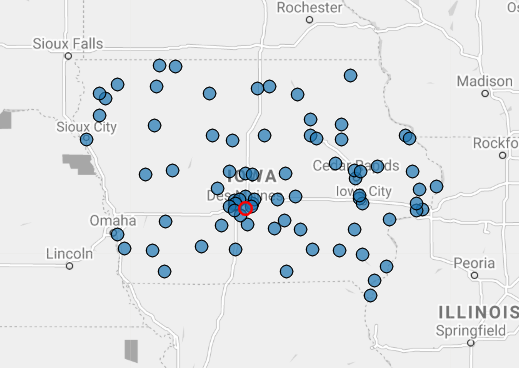 Rochester
Sioux Falls
Madison
Sioux City
Rockfo
Cedar Rapids
IOWA
Des Moines
Iowa City
Omaha
Lincoln
Peoria
ILLINOIS
Springfield